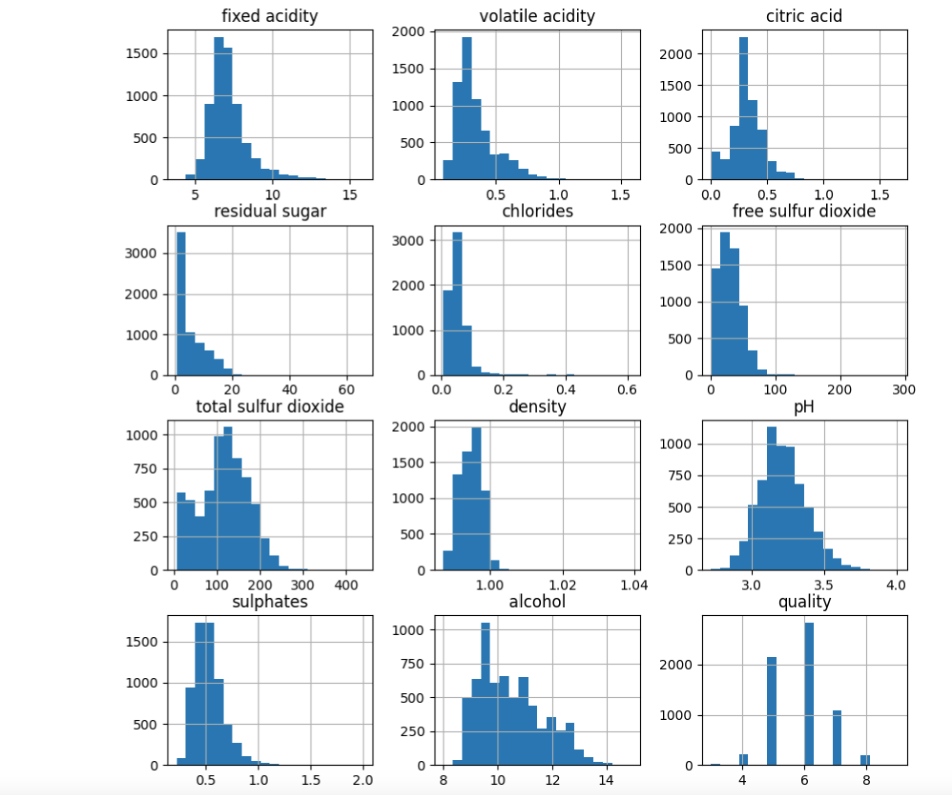 fixed acidity
volatile acidity
citric acid
1500
1000
500
0
5 10 15
2000
1500
1000
500
0
0.5 1.0 1.5
2000
1500
1000
500
0
0.0 0.5 1.0 1.5
residual sugar
chlorides
free sulfur dioxide
3000
2000
1000
0
0 20 40 60
3000
2000
1000
0
0.0 0.2 0.4 0.6
2000
1500
1000
500
0
0 100 200 300
total sulfur dioxide
density
pH
1000
750
500
250
0
0 100 200 300 400
2000
1500
1000
500
0
1.00 1.02 1.04
1000
750
500
250
0
3.0 3.5 4.0
sulphates
alcohol
quality
1500
1000
500
0
0.5 1.0 1.5 2.0
1000
750
500
250
0
8 10 12 14
2000
1000
0
4 6 8